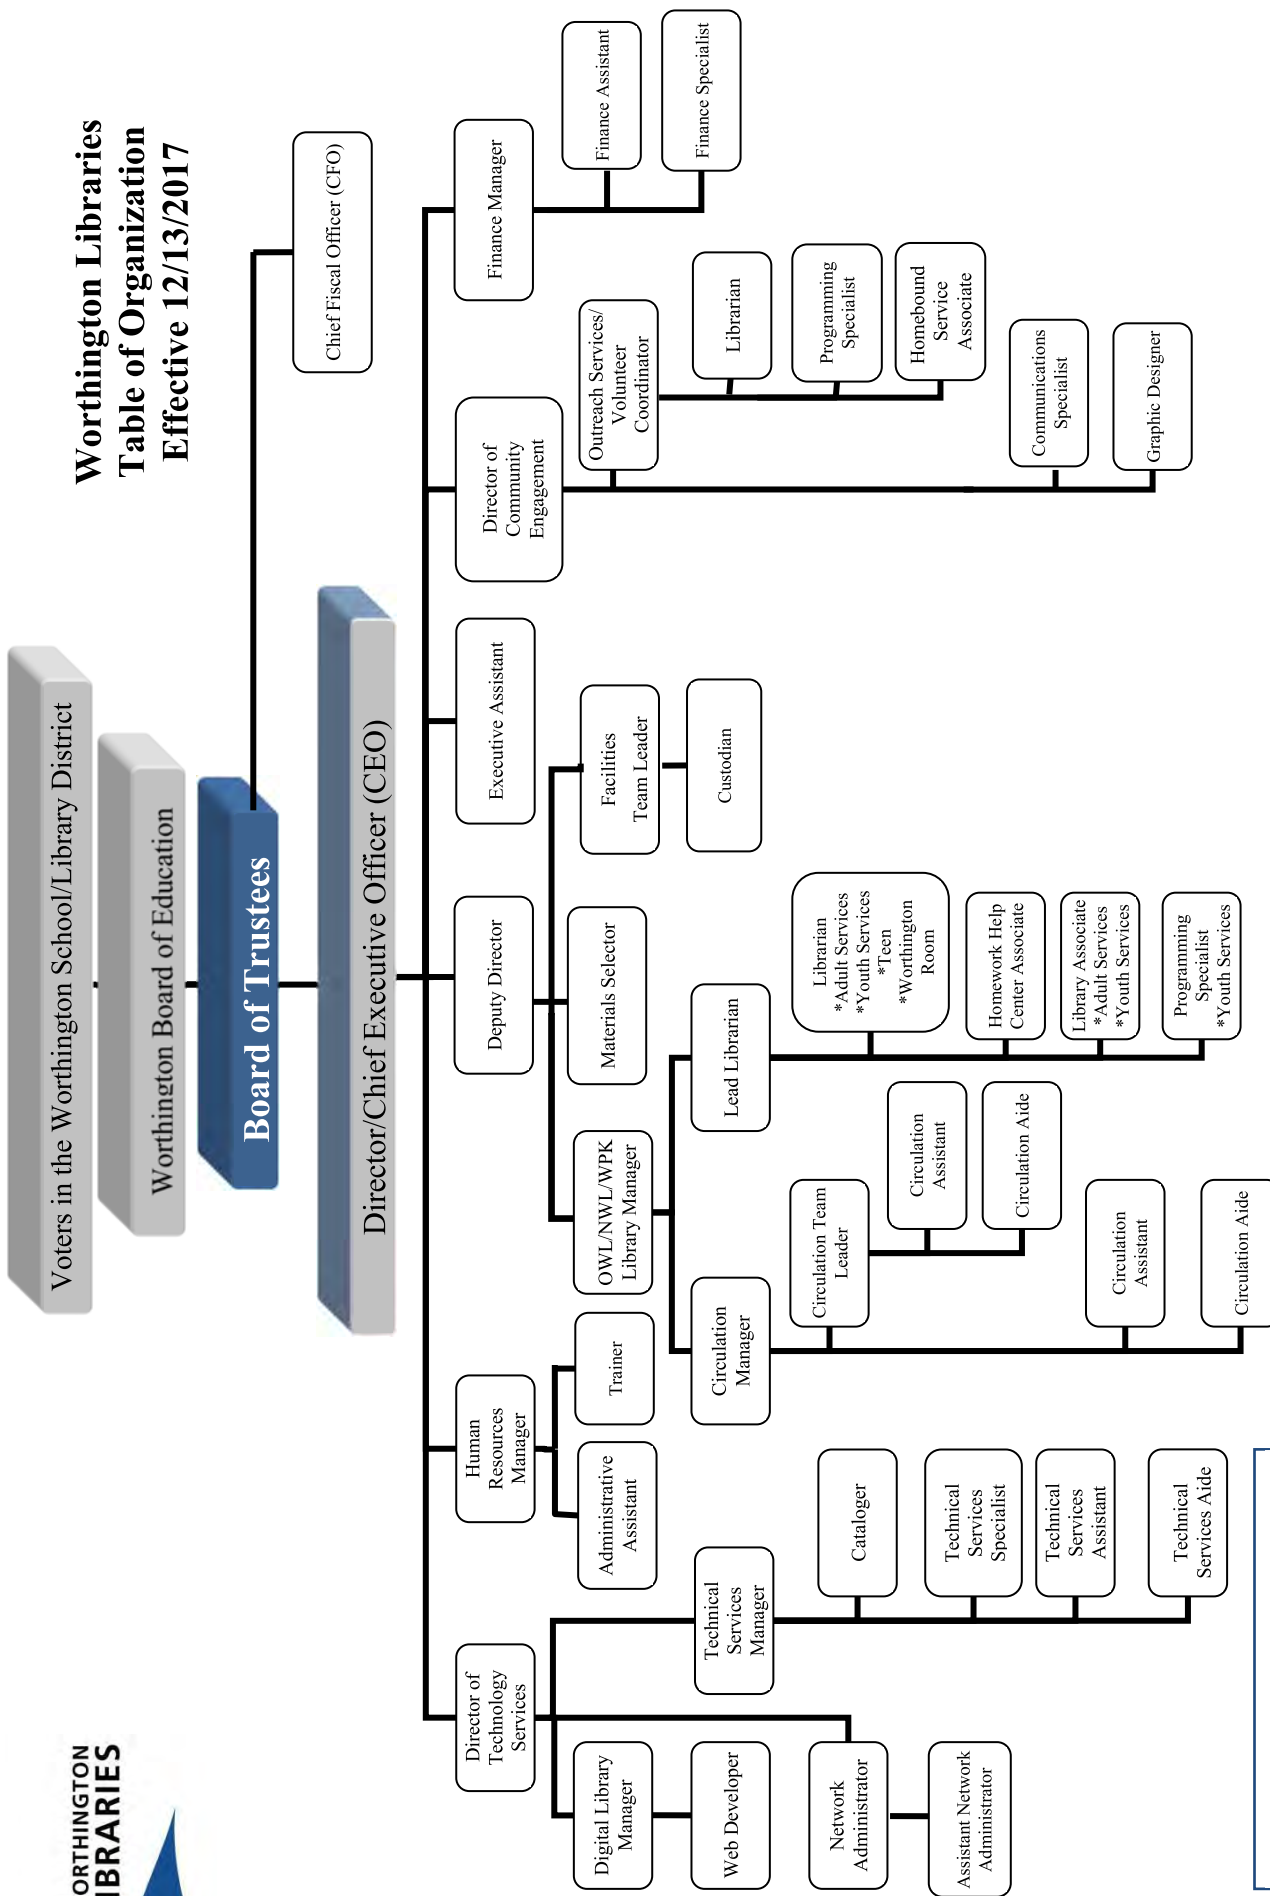 ORTHINGTON
IBRARIES
Worthington Libraries
Table of Organization
Effective 12/13/2017
Voters in the Worthington School/Library District
Worthington Board of Education
Board of Trustees
Chief Fiscal Officer (CFO)
Director/Chief Executive Officer (CEO)
Director of
Technology
Services
Human
Resources
Manager
Deputy Director
Executive Assistant
Director of
Community
Engagement
Finance Manager
Digital Library
Manager
Web Developer
Network
Administrator
Assistant Network
Administrator
Technical
Services
Manager
Cataloger
Technical
Services
Specialist
Technical
Services
Assistant
Technical
Services Aide
Administrative
Assistant
Trainer
OWL/NWL/WPK
Library Manager
Materials Selector
Facilities
Team Leader
Custodian
Circulation
Manager
Circulation Team
Leader
Circulation
Assistant
Circulation Aide
Circulation
Assistant
Circulation Aide
Lead Librarian
Librarian
*Adult Services
*Youth Services
*Teen
*Worthington
Room
Homework Help
Center Associate
Library Associate
*Adult Services
*Youth Services
Programming
Specialist
*Youth Services
Outreach Services/
Volunteer
Coordinator
Librarian
Programming
Specialist
Homebound
Service
Associate
Communications
Specialist
Graphic Designer
Finance Assistant
Finance Specialist